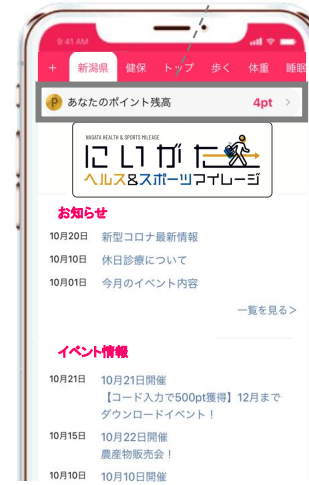 9:41 AM
+ 新潟県 健保 トップ 歩く 体重 睡眠
P あなたのポイント残高 4pt >
NIIGATA HEALTH & SPORTS MILEAGE
にいがた
ヘルス&スポーツマイレージ
お知らせ
10月20日 新型コロナ最新情報
10月10日 休日診療について
10月01日 今月のイベント内容
一覧を見る>
イベント情報
10月21日 10月21日開催
【コード入力で500pt獲得】12月まで
ダウンロードイベント！
10月15日 10月22日開催
農産物販売会！
10月10日 10月10日開催